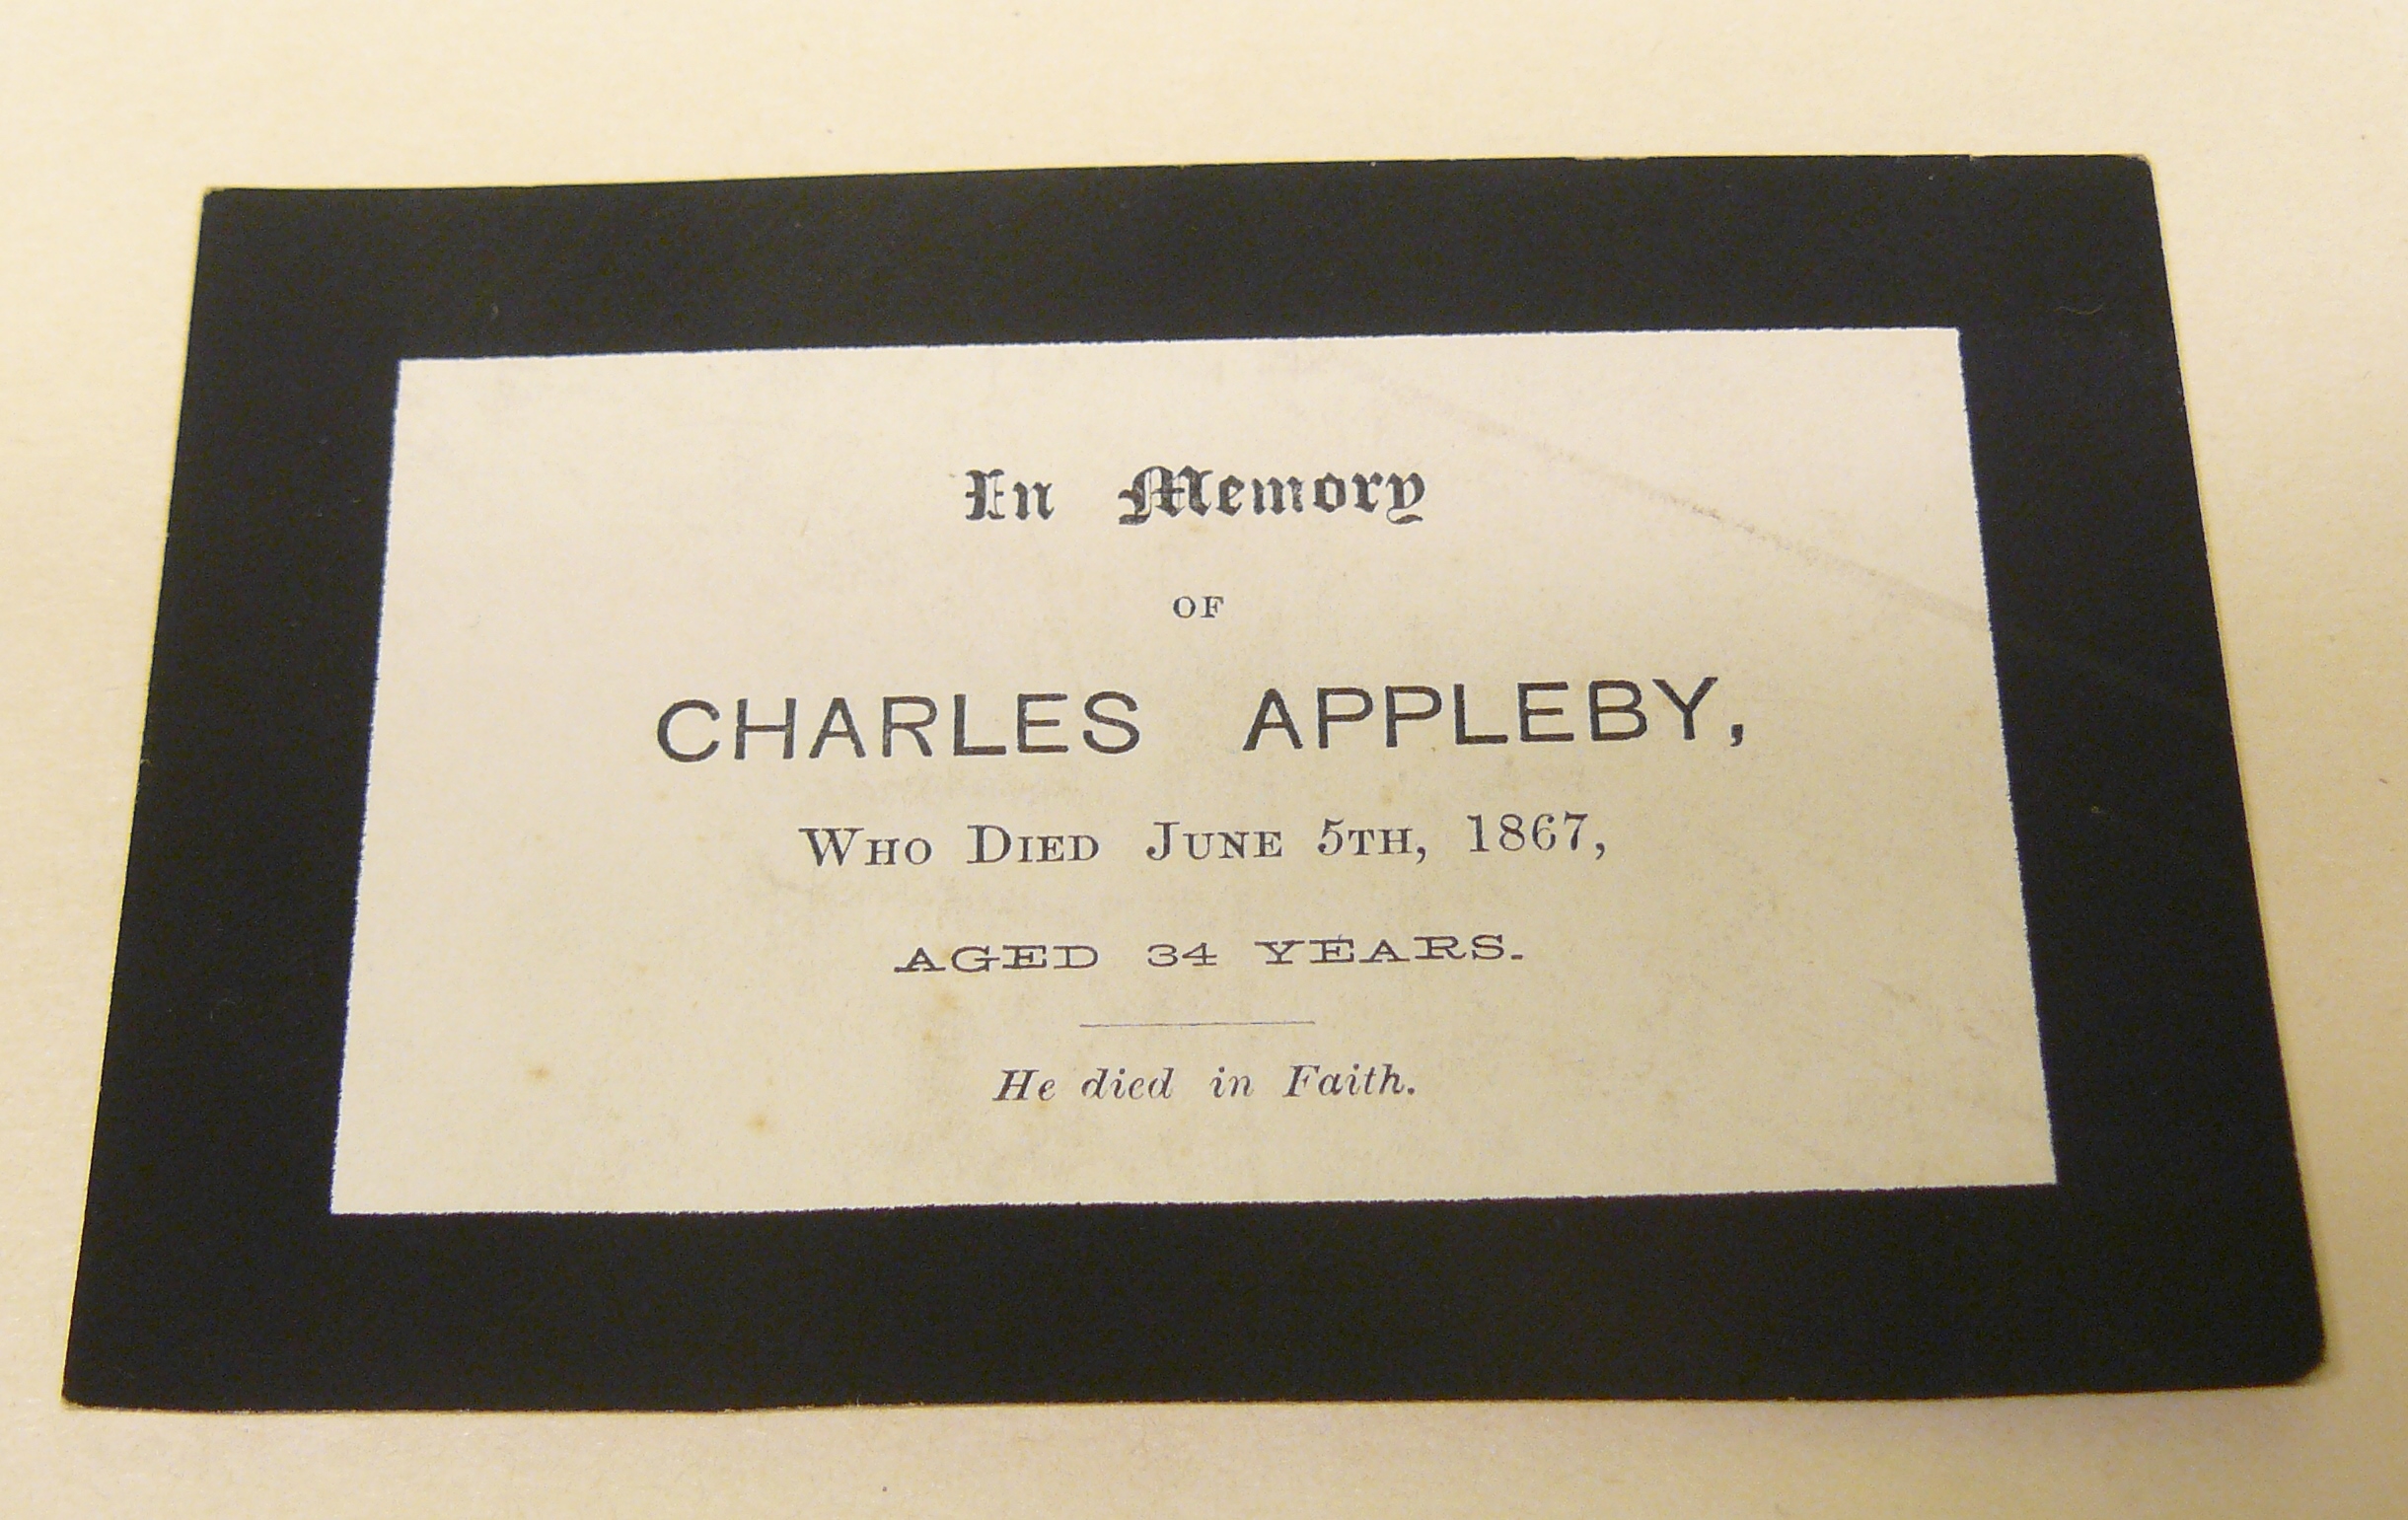 In Memory
OF
CHARLES APPLEBY,
WHO DIED JUNE 5TH, 1867,
AGED 34 YEARS.
He died in Faith.